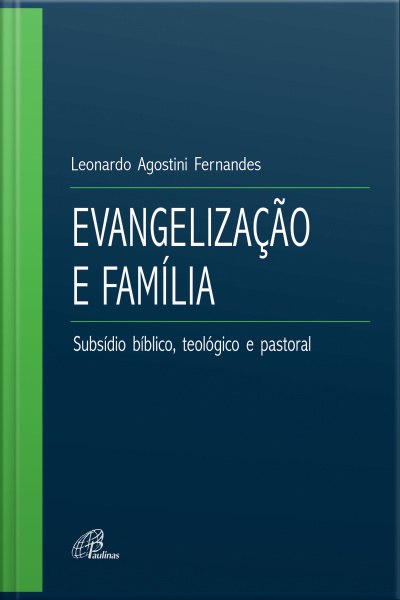 Leonardo Agostini Fernandes
EVANGELIZAÇÃO
E FAMÍLIA
Subsídio bíblico, teológico e pastoral
Paulinas